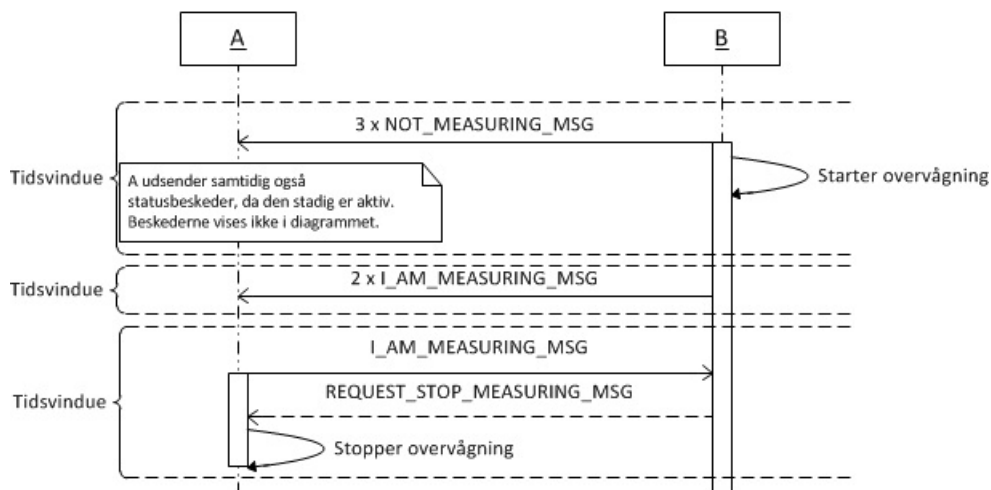 A
B
3 x NOT_MEASURING_MSG
Tidsvindue
A udsender samtidig også
statusbeskeder, da den stadig er aktiv.
Beskederne vises ikke i diagrammet.
Starter overvågning
2 x I_AM_MEASURING_MSG
Tidsvindue
I_AM_MEASURING_MSG
REQUEST_STOP_MEASURING_MSG
Tidsvindue
Stopper overvågning